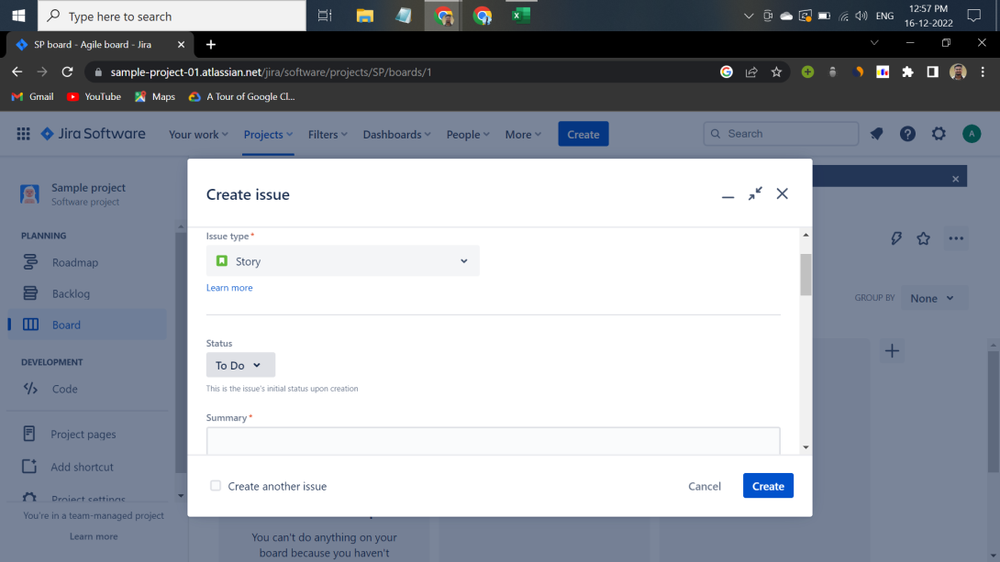 Type here to search
ENG
12:57 PM
16-12-2022
SP board - Agile board - Jira
sample-project-01.atlassian.net/jira/software/projects/SP/boards/1
Gmail
YouTube
Maps
A Tour of Google Cl...
Jira Software
Your work
Projects
Filters
Dashboards
People
More
Create
Search
A
Sample project
Software project
PLANNING
Roadmap
Backlog
Board
DEVELOPMENT
Code
Project pages
Add shortcut
Project settings
You're in a team-managed project
Learn more
Create issue
Issue type*
Story
Learn more
Status
To Do
This is the issue's initial status upon creation
Summary*
Create another issue
Cancel
Create
GROUP BY
None
You can't do anything on your
board because you haven't